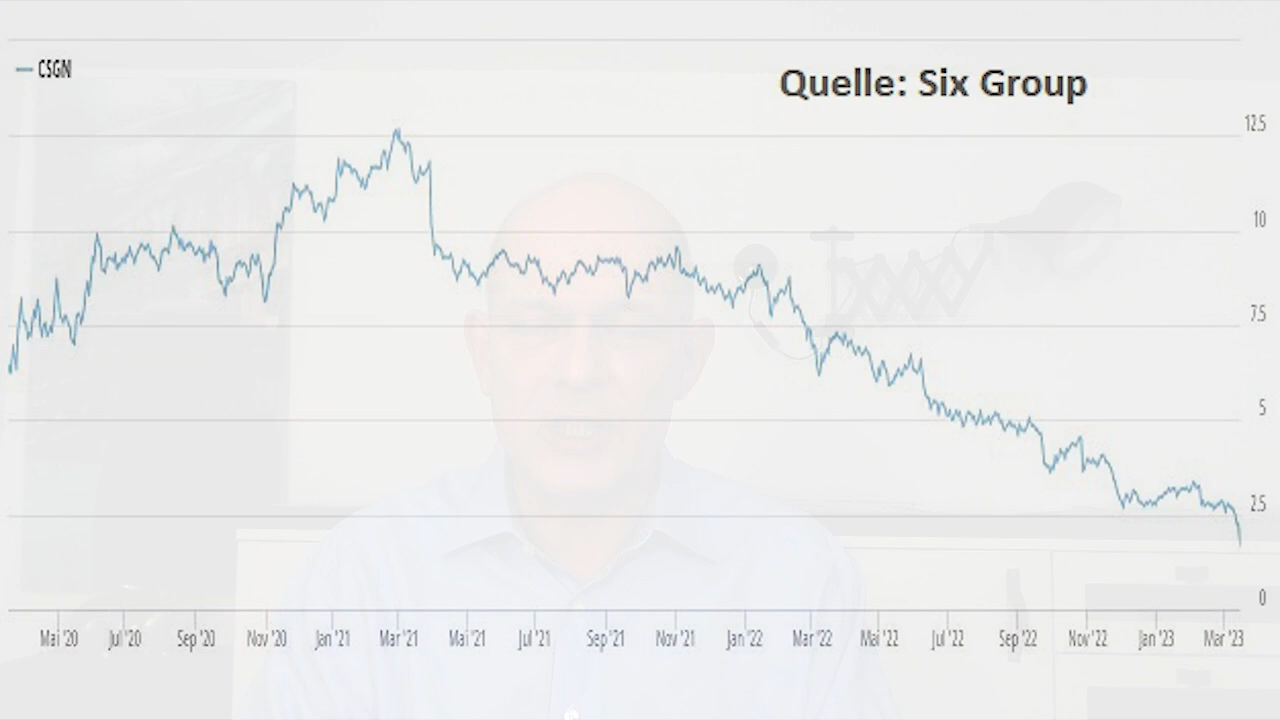 CSGN
Quelle: Six Group
12.5
10
7.5
5
2.5
0
Mai '20 Jul '20 Sep '20 Nov '20 Jan '21 Mar '21 Mai '21 Jul '21 Sep '21 Nov '21 Jan '22 Mar '22 Mai '22 Jul '22 Sep '22 Nov '22 Jan '23 Mar '23